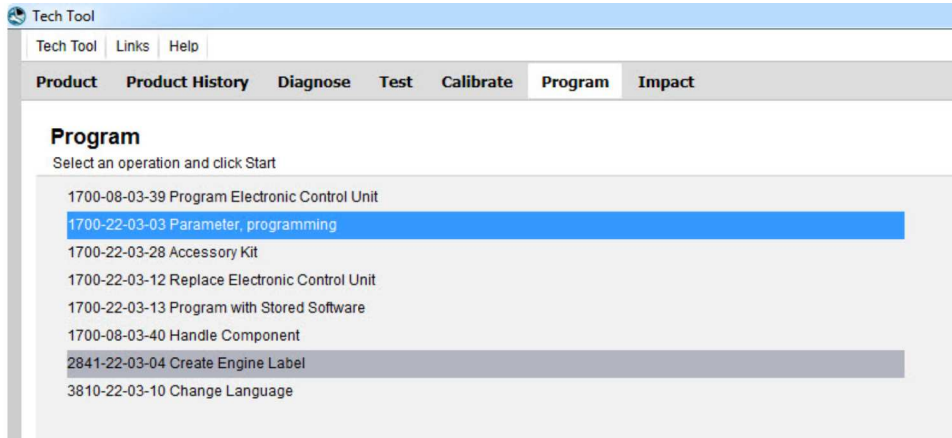 Tech Tool
Tech Tool Links Help
Product Product History Diagnose Test Calibrate Program Impact
Program
Select an operation and click Start
1700-08-03-39 Program Electronic Control Unit
1700-22-03-03 Parameter, programming
1700-22-03-28 Accessory Kit
1700-22-03-12 Replace Electronic Control Unit
1700-22-03-13 Program with Stored Software
1700-08-03-40 Handle Component
2841-22-03-04 Create Engine Label
3810-22-03-10 Change Language